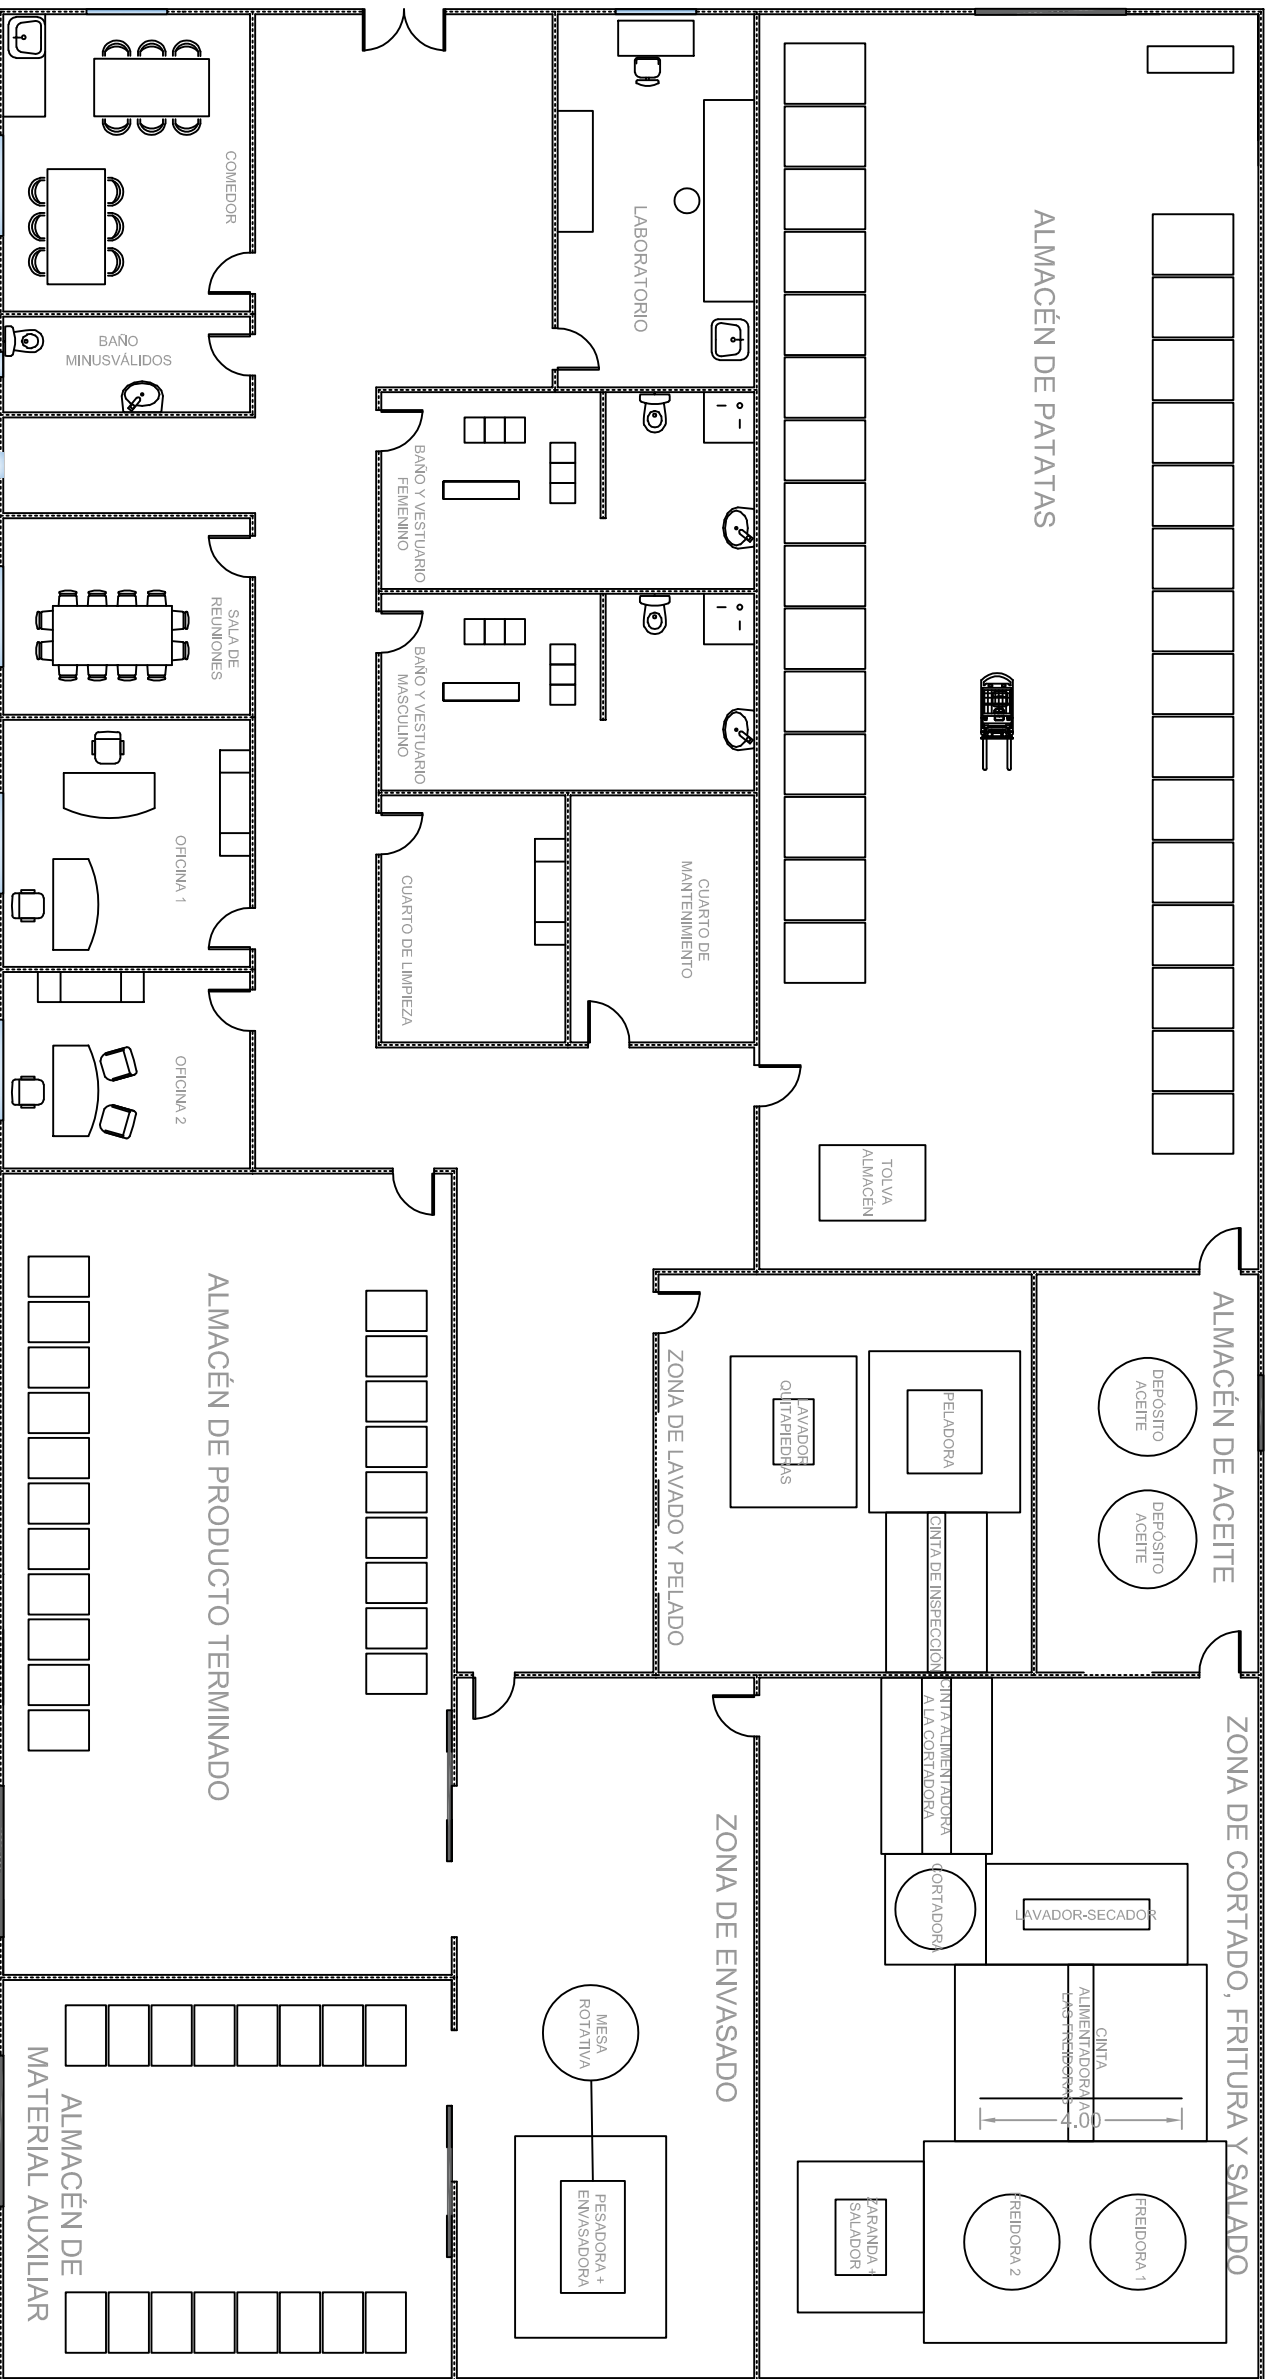 COMEDOR
LABORATORIO
ALMACÉN DE PATATAS
BAÑO
MINUSVÁLIDOS
BAÑO Y VESTUARIO
FEMENINO
SALA DE
REUNIONES
BAÑO Y VESTUARIO
MASCULINO
OFICINA 1
CUARTO DE LIMPIEZA
CUARTO DE
MANTENIMIENTO
OFICINA 2
TOLVA
ALMACÉN
ALMACÉN DE PRODUCTO TERMINADO
ZONA DE LAVADO Y PELADO
LAVADOR
QUITAPIEDRAS
PELADORA
CINTA DE INSPECCIÓN
ALMACÉN DE ACEITE
DEPÓSITO
ACEITE
DEPÓSITO
ACEITE
CINTA ALIMENTADORA
A LA CORTADORA
CORTADORA
LAVADOR-SECADOR
ZONA DE CORTADO, FRITURA Y SALADO
ZONA DE ENVASADO
CINTA
ALIMENTADORA A
LAS FREIDORAS
4.00
MESA
ROTATIVA
PESADORA +
ENVASADORA
ZARANDA +
SALADOR
FREIDORA 2
FREIDORA 1
ALMACÉN DE
MATERIAL AUXILIAR